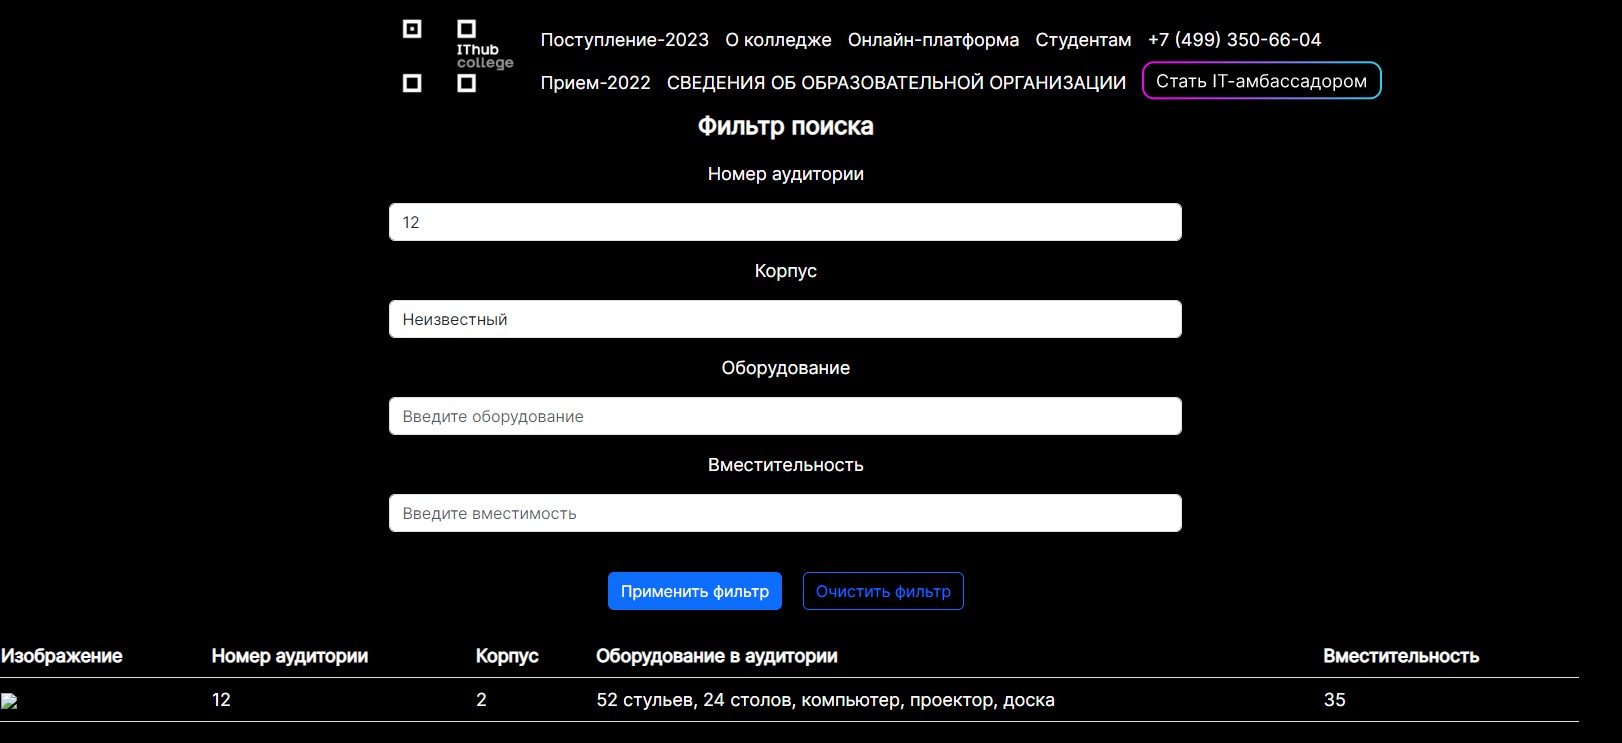 IThub
college
Поступление-2023 О колледже Онлайн-платформа Студентам +7 (499) 350-66-04
Прием-2022 СВЕДЕНИЯ ОБ ОБРАЗОВАТЕЛЬНОЙ ОРГАНИЗАЦИИ Стать IT-амбассадором
Фильтр поиска
Номер аудитории
12
Корпус
Неизвестный
Оборудование
Введите оборудование
Вместительность
Введите вместимость
Применить фильтр Очистить фильтр
Изображение Номер аудитории Корпус Оборудование в аудитории Вместительность
12 2 52 стульев, 24 столов, компьютер, проектор, доска 35